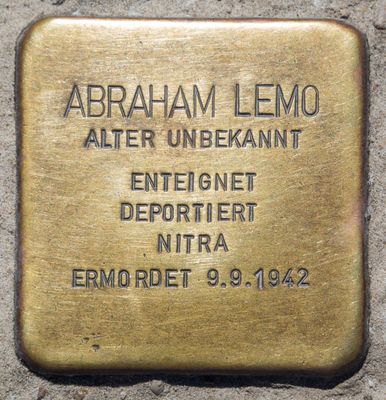 ABRAHAM LEMO
ALTER UNBEKANNT
ENTEIGNET
DEPORTIERT
NITRA
ERMORDET 9.9.1942